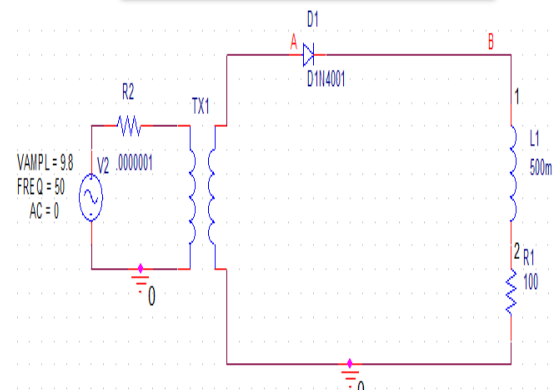 D1
A
B
D1N4001
R2
TX1
1
VAMPL = 9.8
V2
.0000001
L1
FREQ = 50
500m
AC = 0
2
R1
100
0
0